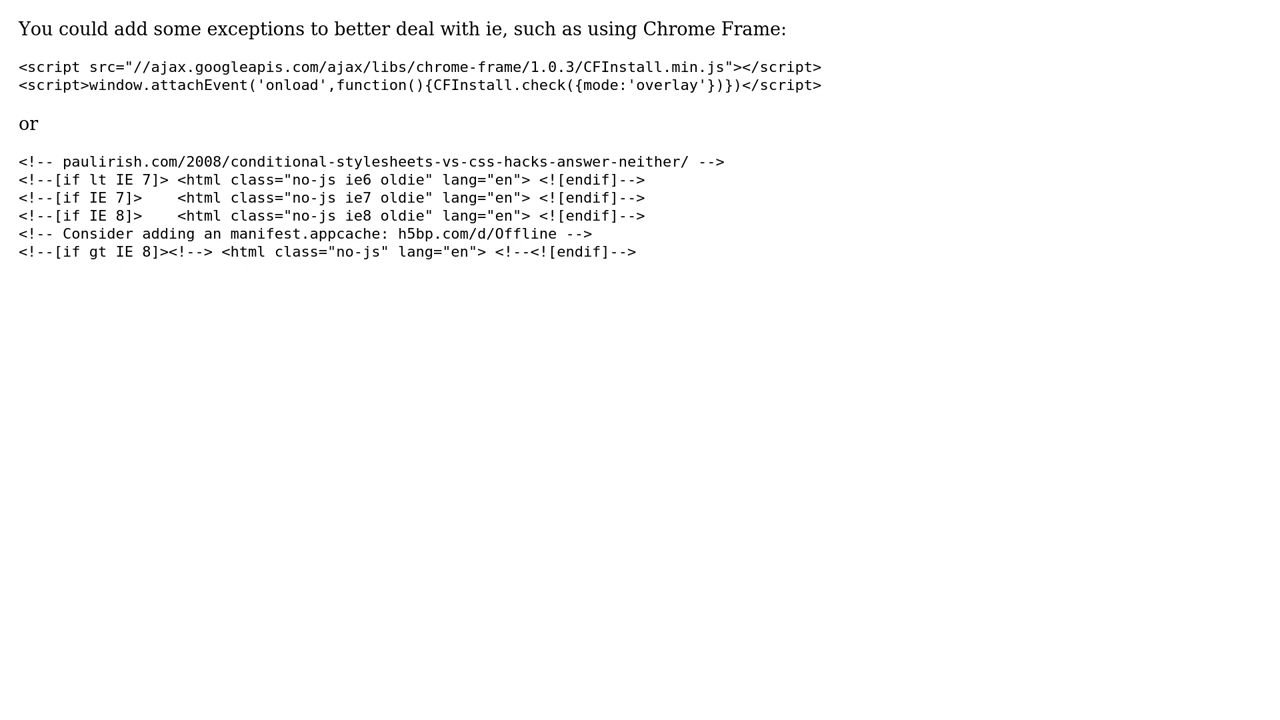 You could add some exceptions to better deal with ie, such as using Chrome Frame:
<script src="//ajax.googleapis.com/ajax/libs/chrome-frame/1.0.3/CFInstall.min.js"></script>
<script>window.attachEvent('onload',function(){CFInstall.check({mode:'overlay'})})</script>
or
<!-- paulirish.com/2008/conditional-stylesheets-vs-css-hacks-answer-neither/ -->
<!--[if lt IE 7]> <html class="no-js ie6 oldie" lang="en"> <![endif]-->
<!--[if IE 7]>    <html class="no-js ie7 oldie" lang="en"> <![endif]-->
<!--[if IE 8]>    <html class="no-js ie8 oldie" lang="en"> <![endif]-->
<!-- Consider adding an manifest.appcache: h5bp.com/d/Offline -->
<!--[if gt IE 8]><!--> <html class="no-js" lang="en"> <!--<![endif]-->